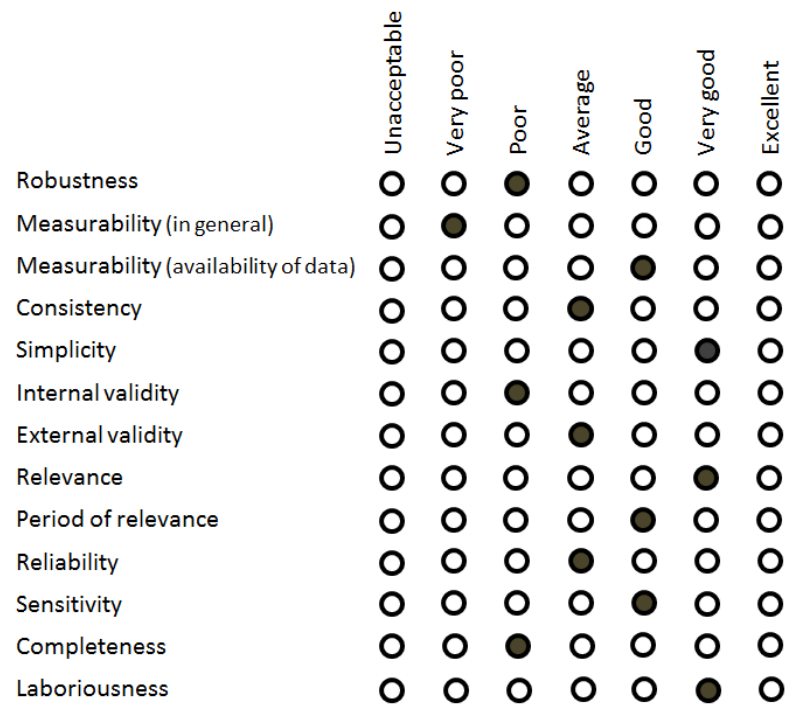 Unacceptable
Very poor
Poor
Average
Good
Very good
Excellent
Robustness
Measurability (in general)
Measurability (availability of data)
Consistency
Simplicity
Internal validity
External validity
Relevance
Period of relevance
Reliability
Sensitivity
Completeness
Laboriousness